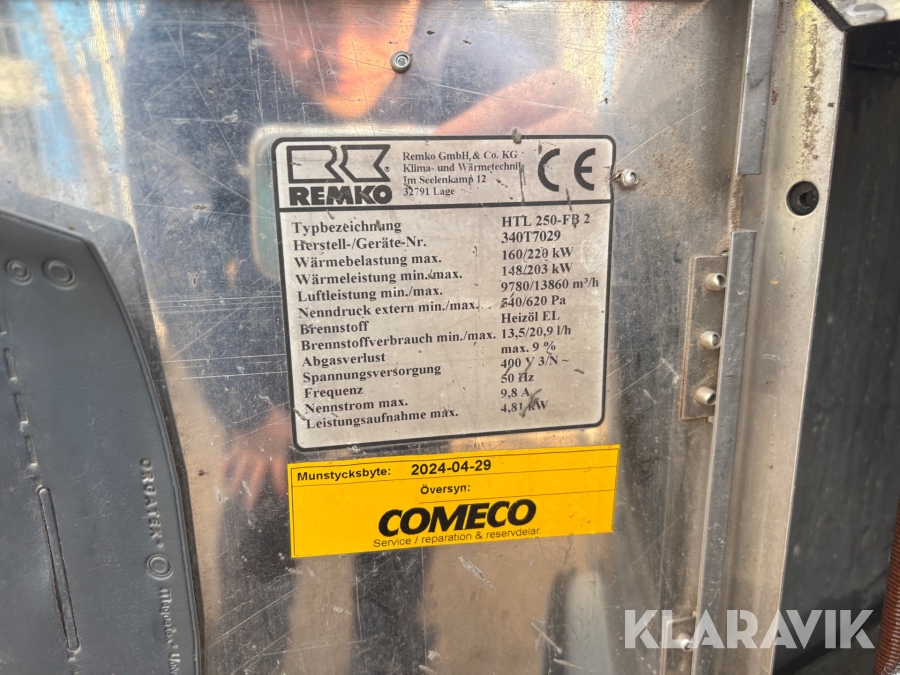 REMKO
Remko GmbH & Co. KG
Klima- und Wärmetechnik
Im Seelenkamp 12
32791 Lage
CE
Typbezeichnung HTL 250-FB 2
Herstell-/Geräte-Nr. 340T7029
Wärmebelastung max. 160/220 kW
Wärmeleistung min./max. 148/203 kW
Luftleistung min./max. 9780/13860 m³/h
Nenndruck extern min./max. 540/620 Pa
Brennstoff Heizöl EL
Brennstoffverbrauch min./max. 13,5/20,9 l/h
Abgasverlust max. 9 %
Spannungsversorgung 400 V 3/N ~
Frequenz 50 Hz
Nennstrom max. 9,8 A
Leistungsaufnahme max. 4,81 kW
Munstycksbyte: 2024-04-29
Översyn:
COMECO
Service / reparation & reservdelar.
ORGATEX
KLARAVIK